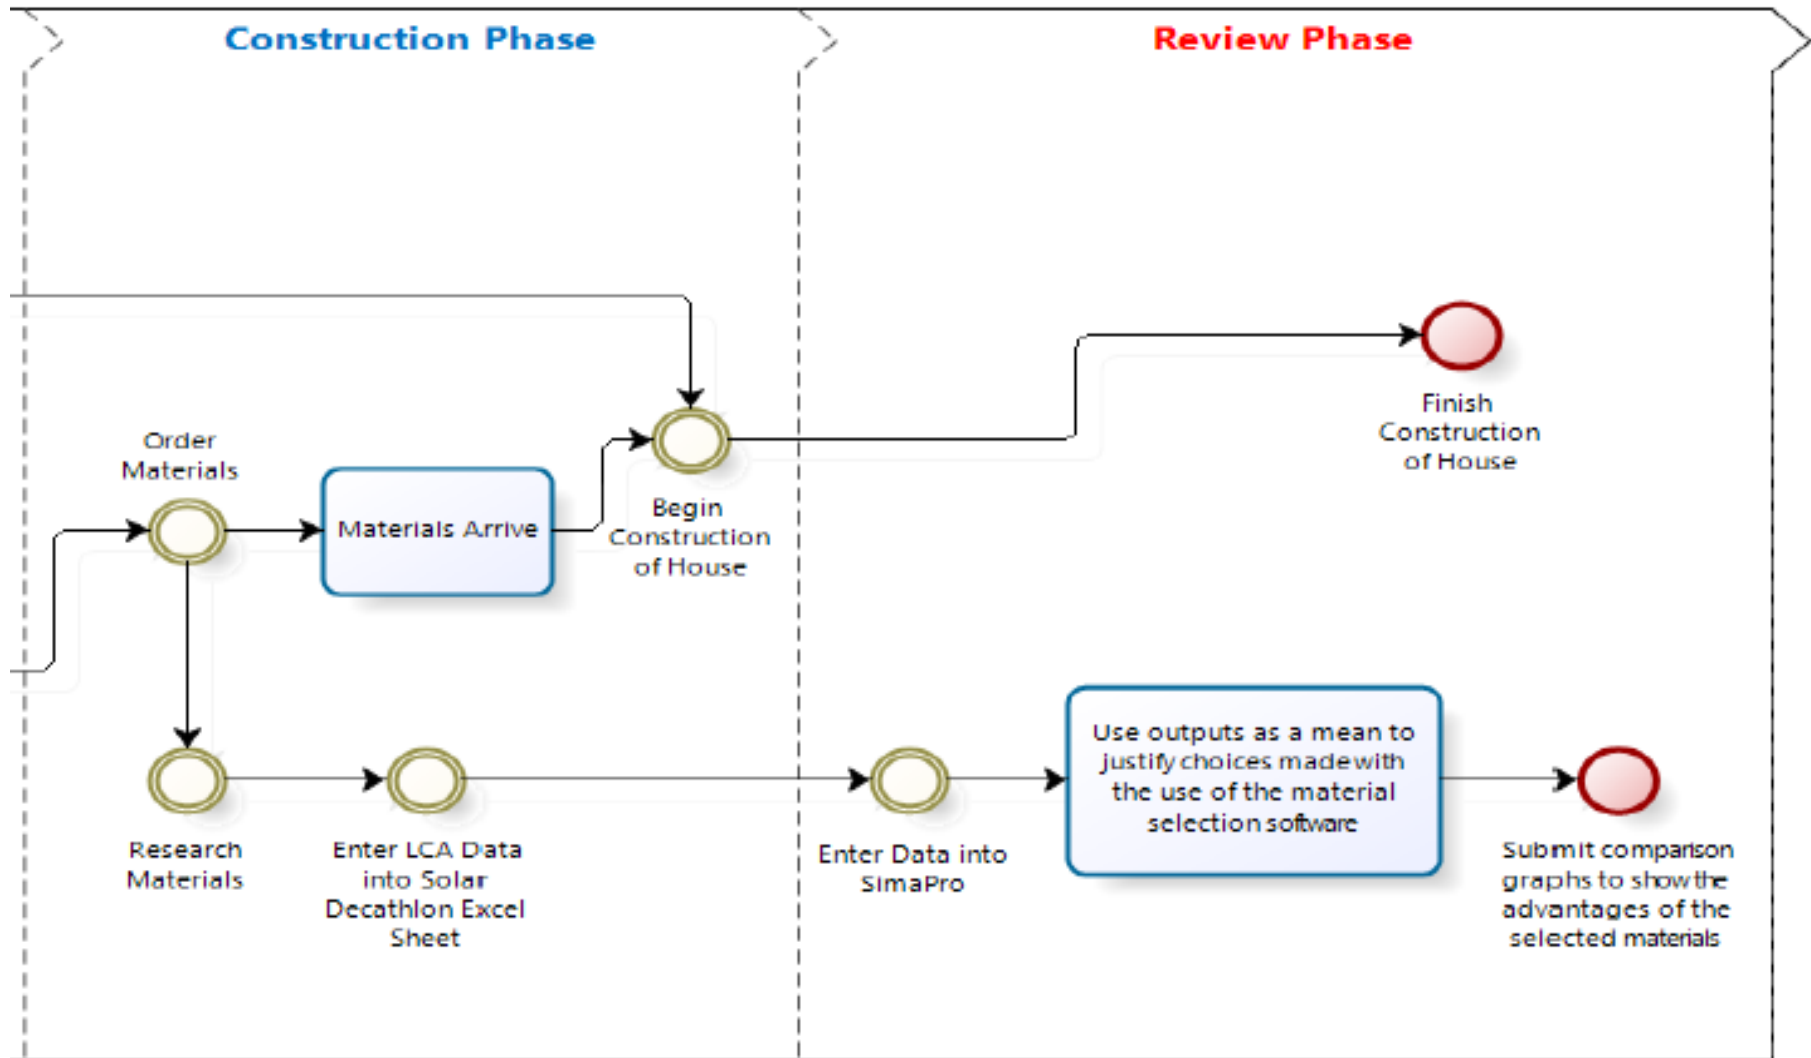 Construction Phase
Review Phase
Order
Materials
Materials Arrive
Begin
Construction
of House
Finish
Construction
of House
Research
Materials
Enter LCA Data
into Solar
Decathlon Excel
Sheet
Enter Data into
SimaPro
Use outputs as a mean to
justify choices made with
the use of the material
selection software
Submit comparison
graphs to show the
advantages of the
selected materials